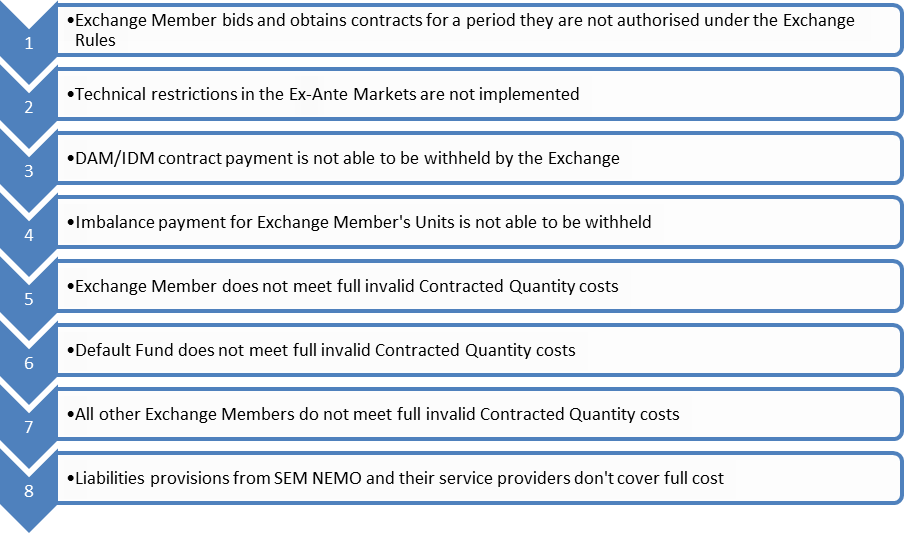 1
•Exchange Member bids and obtains contracts for a period they are not authorised under the Exchange
Rules
2
•Technical restrictions in the Ex-Ante Markets are not implemented
3
•DAM/IDM contract payment is not able to be withheld by the Exchange
4
•Imbalance payment for Exchange Member's Units is not able to be withheld
5
•Exchange Member does not meet full invalid Contracted Quantity costs
6
•Default Fund does not meet full invalid Contracted Quantity costs
7
•All other Exchange Members do not meet full invalid Contracted Quantity costs
8
•Liabilities provisions from SEM NEMO and their service providers don't cover full cost